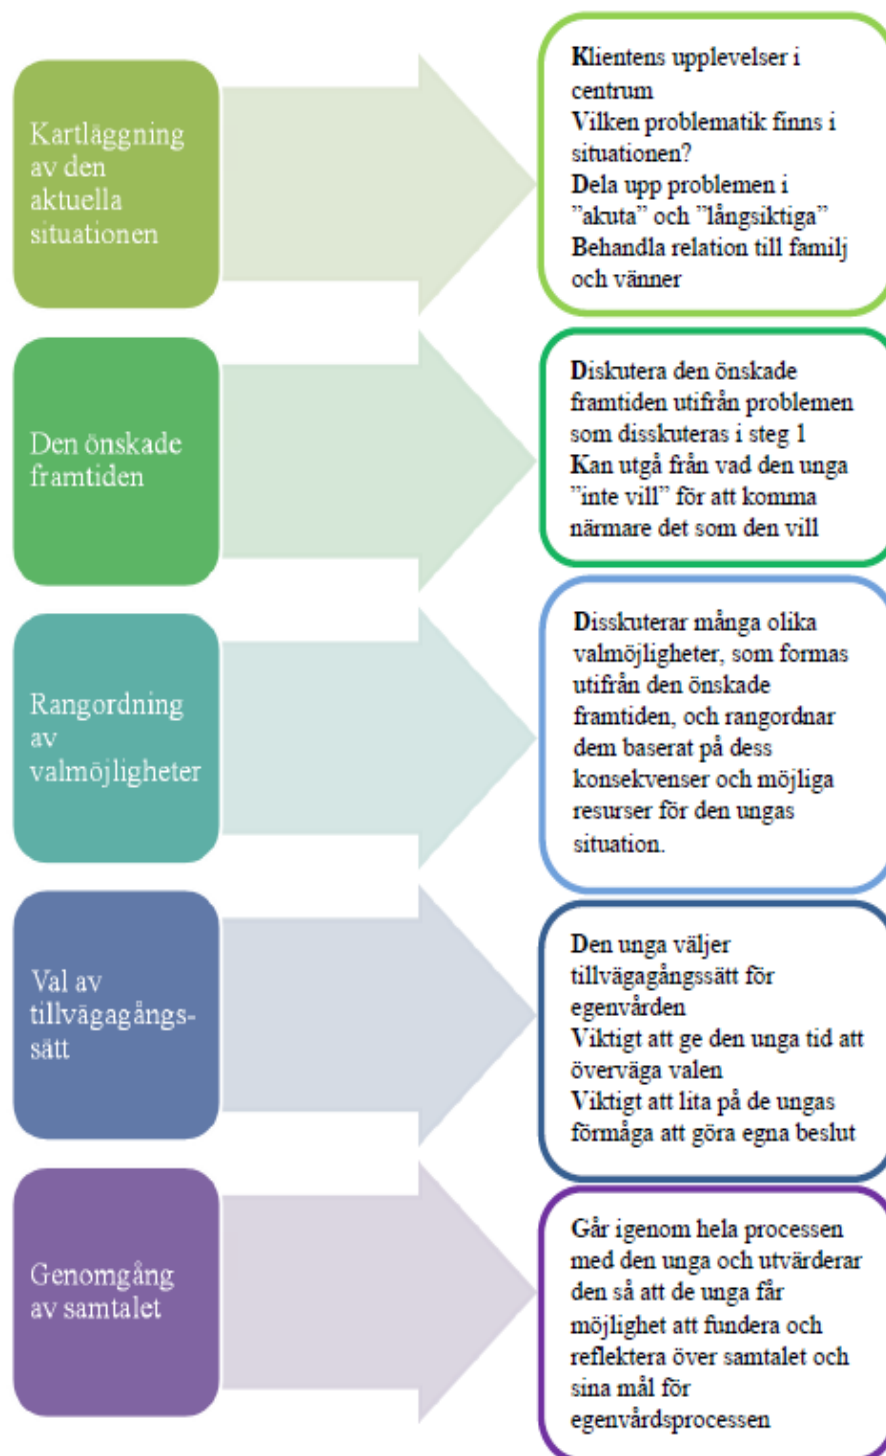 Kartläggning
av den
aktuella
situationen
Klientens upplevelser i
centrum
Vilken problematik finns i
situationen?
Dela upp problemen i
”akuta” och ”långsiktiga”
Behandla relation till familj
och vänner
Den önskade
framtiden
Diskutera den önskade
framtiden utifrån problemen
som disskuteras i steg 1
Kan utgå från vad den unga
”inte vill” för att komma
närmare det som den vill
Rangordning
av
valmöjligheter
Disskuterar många olika
valmöjligheter, som formas
utifrån den önskade
framtiden, och rangordnar
dem baserat på dess
konsekvenser och möjliga
resurser för den ungas
situation.
Val av
tillvägagångs-
sätt
Den unga väljer
tillvägagångssätt för
egenvården
Viktigt att ge den unga tid att
överväga valen
Viktigt att lita på de ungas
förmåga att göra egna beslut
Genomgång
av samtalet
Går igenom hela processen
med den unga och utvärderar
den så att de unga får
möjlighet att fundera och
reflektera över samtalet och
sina mål för
egenvårdsprocessen